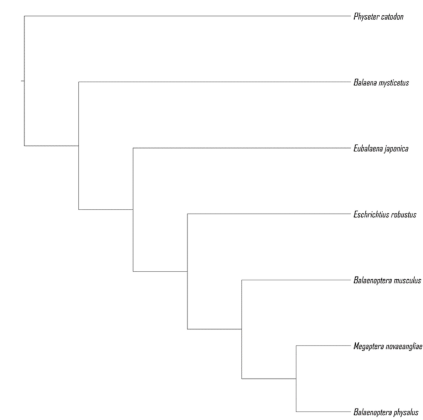 Physeter catodon
Balaena mysticetus
Eubalaena japonica
Eschrichtius robustus
Balaenoptera musculus
Megaptera novaeangliae
Balaenoptera physalus